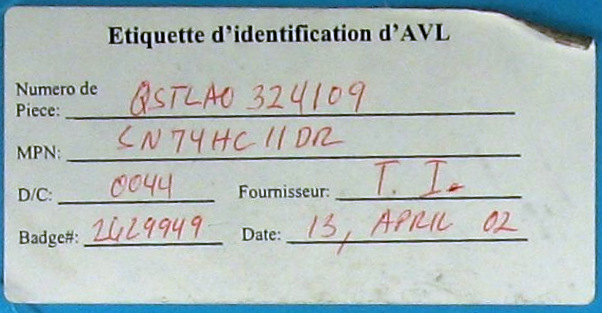 Etiquette d'identification d'AVL
Numero de
Piece: QSTLAO 324109
MPN: SN74HC11DR
D/C: 0044 Fournisseur: T. I.
Badge#: 2629949 Date: 13, APRIL 02